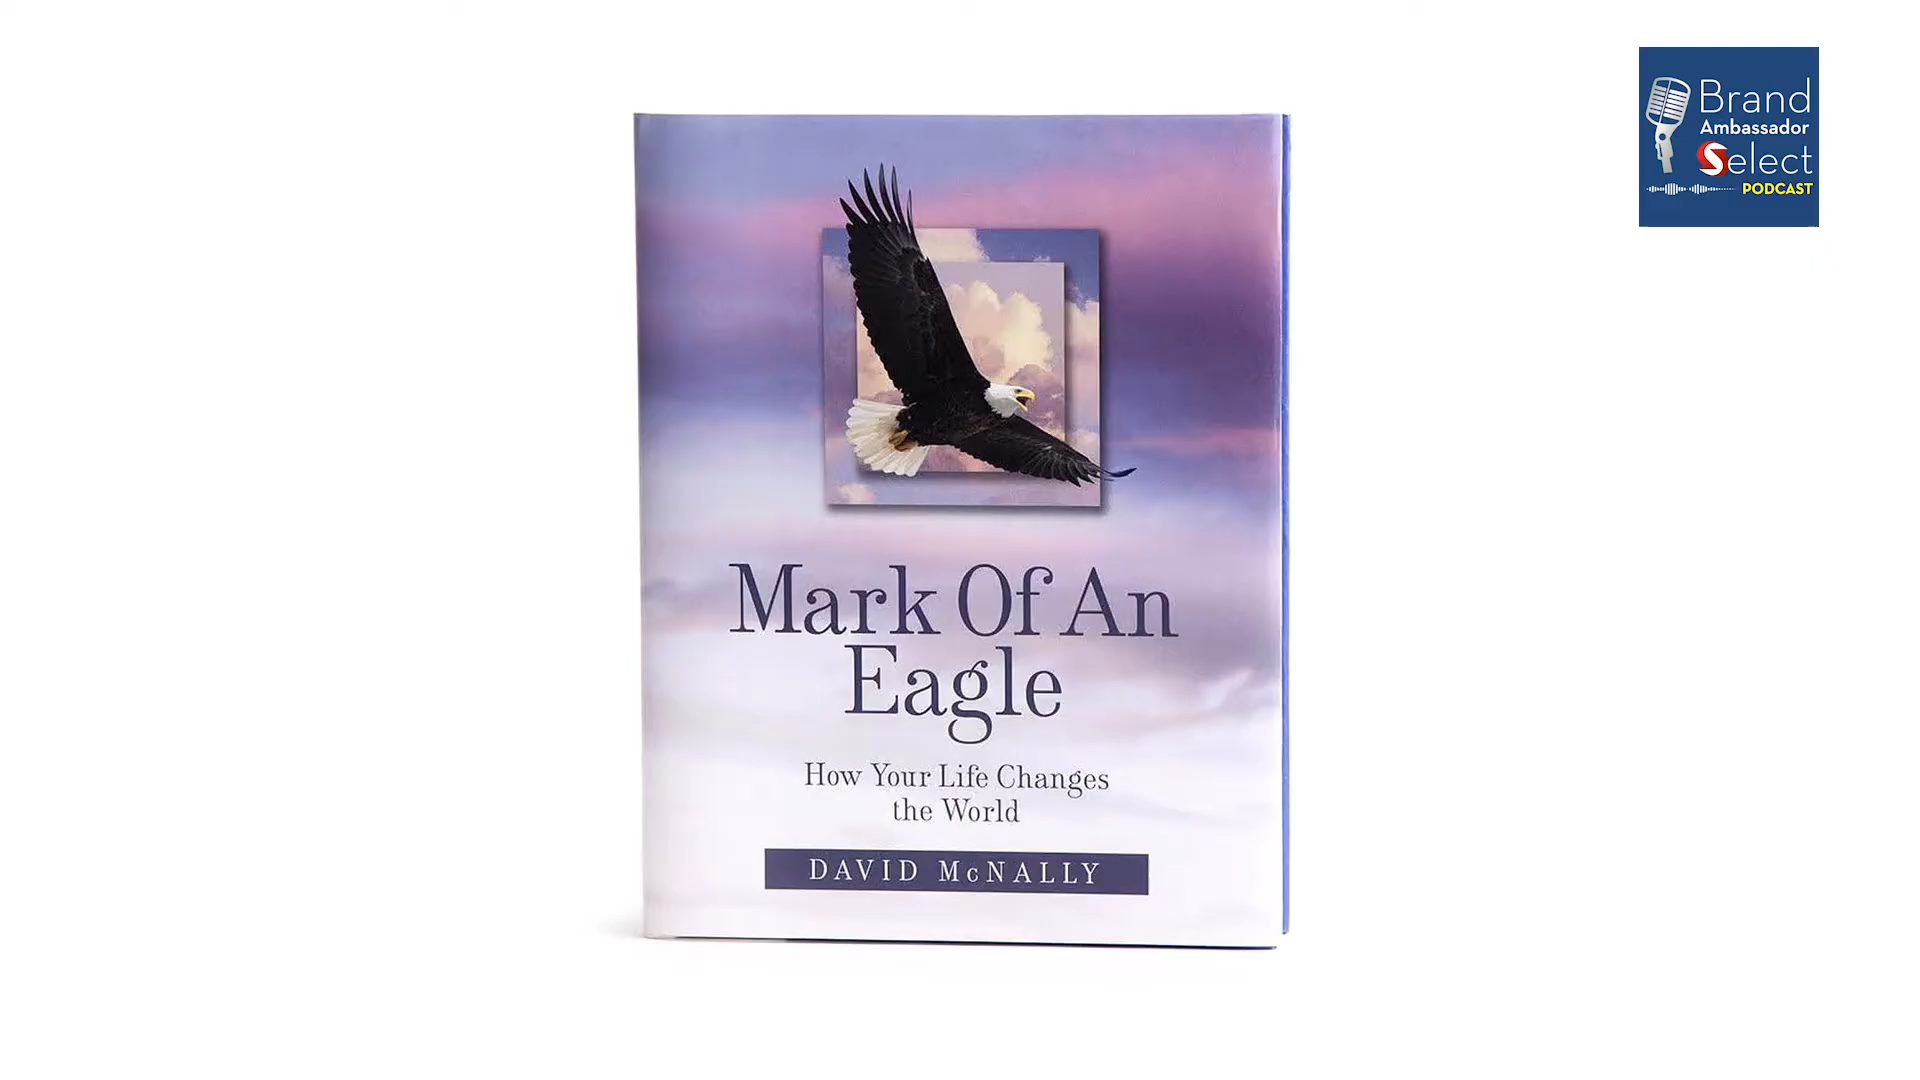 Mark Of An
Eagle
How Your Life Changes
the World
DAVID McNALLY
Brand
Ambassador
Select
PODCAST